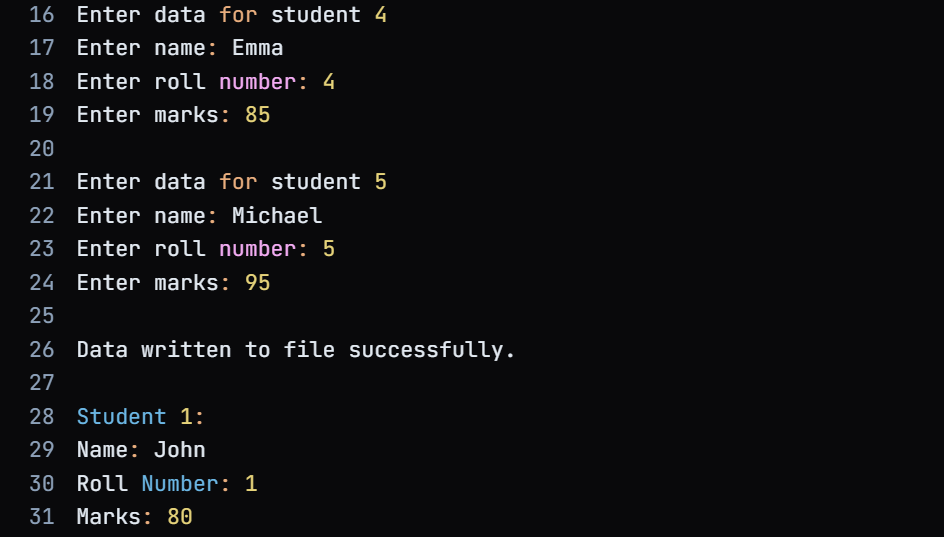 16 Enter data for student 4
17 Enter name: Emma
18 Enter roll number: 4
19 Enter marks: 85
20
21 Enter data for student 5
22 Enter name: Michael
23 Enter roll number: 5
24 Enter marks: 95
25
26 Data written to file successfully.
27
28 Student 1:
29 Name: John
30 Roll Number: 1
31 Marks: 80